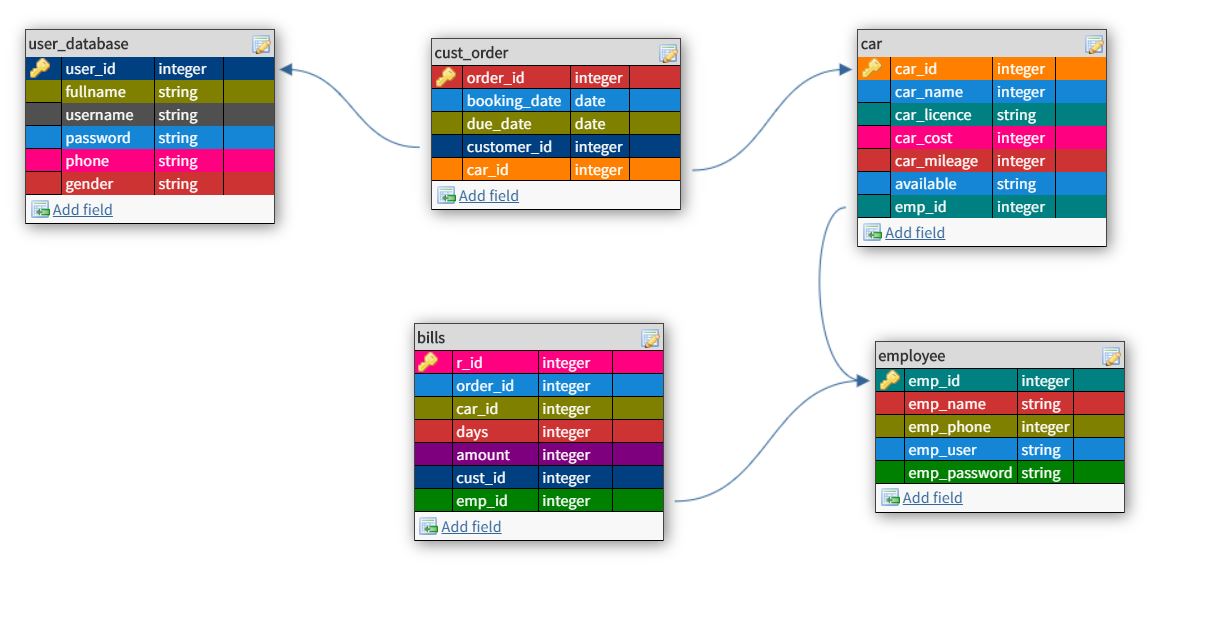 user_database
user_id integer
fullname string
username string
password string
phone string
gender string
Add field
cust_order
order_id integer
booking_date date
due_date date
customer_id integer
car_id integer
Add field
car
car_id integer
car_name integer
car_licence string
car_cost integer
car_mileage integer
available string
emp_id integer
Add field
bills
r_id integer
order_id integer
car_id integer
days integer
amount integer
cust_id integer
emp_id integer
Add field
employee
emp_id integer
emp_name string
emp_phone integer
emp_user string
emp_password string
Add field